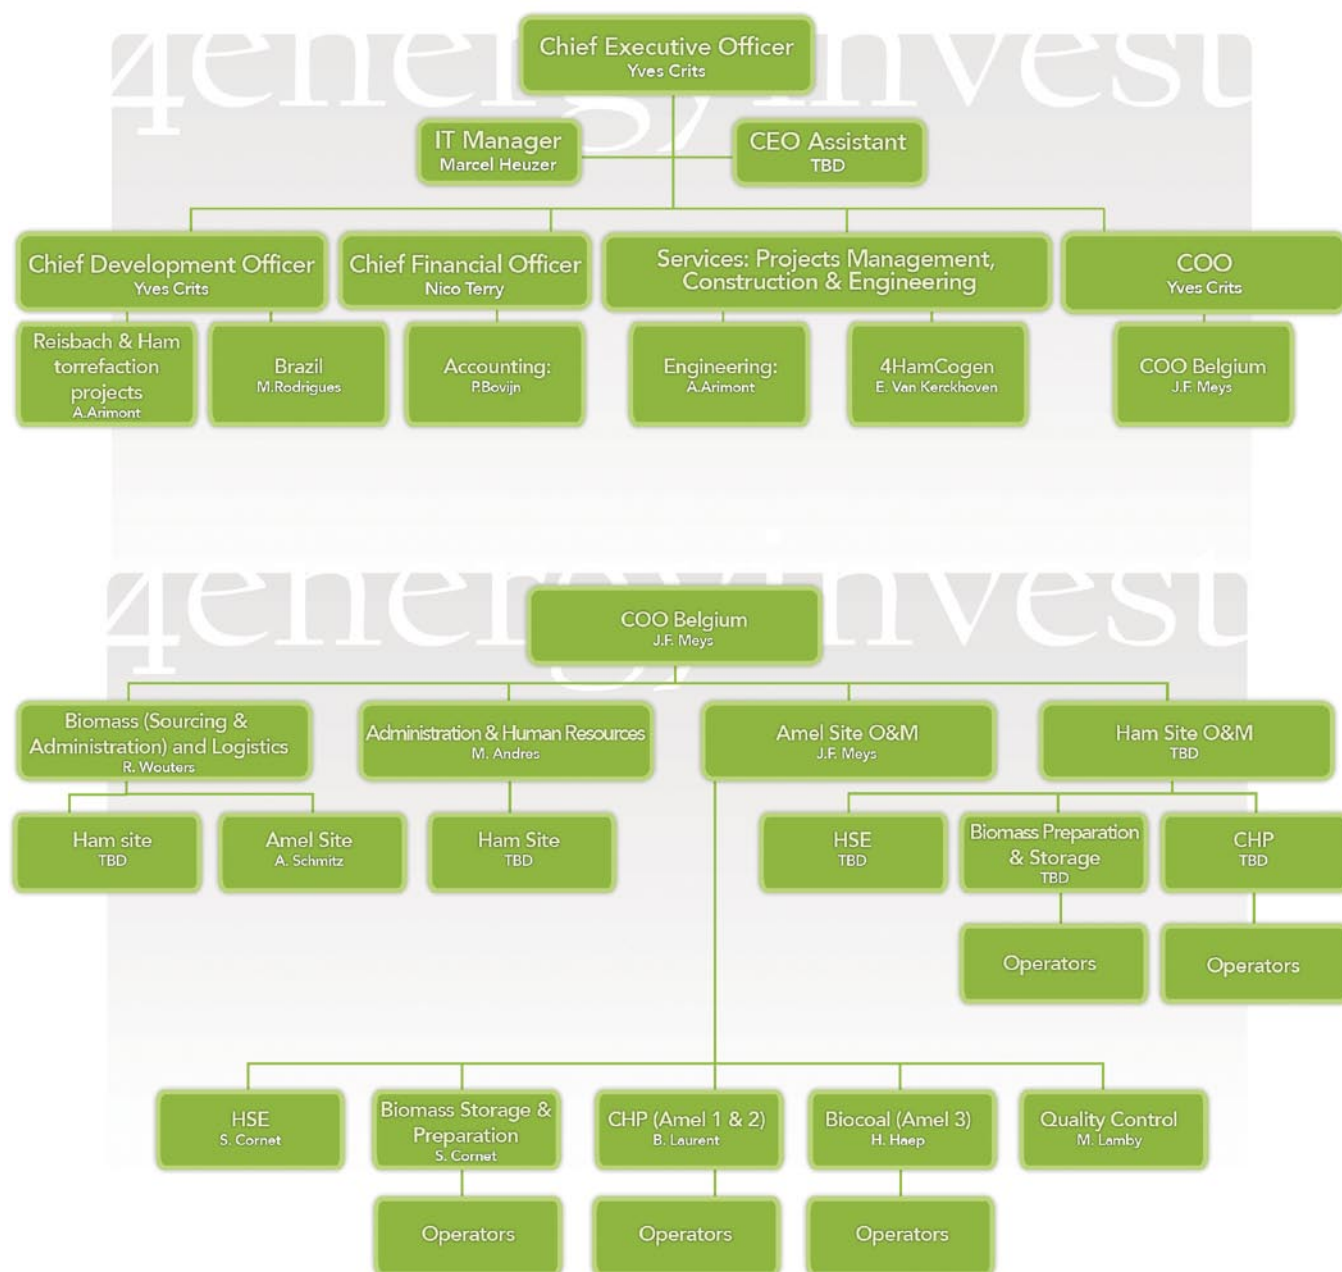 4energyinvest
Chief Executive Officer
Yves Crits
IT Manager
Marcel Heuzer
CEO Assistant
TBD
Chief Development Officer
Yves Crits
Chief Financial Officer
Nico Terry
Services: Projects Management,
Construction & Engineering
COO
Yves Crits
Reisbach & Ham
torrefaction
projects
A.Arimont
Brazil
M.Rodrigues
Accounting:
P.Bovijn
Engineering:
A.Arimont
4HamCogen
E. Van Kerckhoven
COO Belgium
J.F. Meys
4energyinvest
COO Belgium
J.F. Meys
Biomass (Sourcing &
Administration) and Logistics
R. Wouters
Administration & Human Resources
M. Andres
Amel Site O&M
J.F. Meys
Ham Site O&M
TBD
Ham site
TBD
Amel Site
A. Schmitz
Ham Site
TBD
HSE
TBD
Biomass Preparation
& Storage
TBD
CHP
TBD
Operators
Operators
HSE
S. Cornet
Biomass Storage &
Preparation
S. Cornet
CHP (Amel 1 & 2)
B. Laurent
Biocoal (Amel 3)
H. Haep
Quality Control
M. Lamby
Operators
Operators
Operators